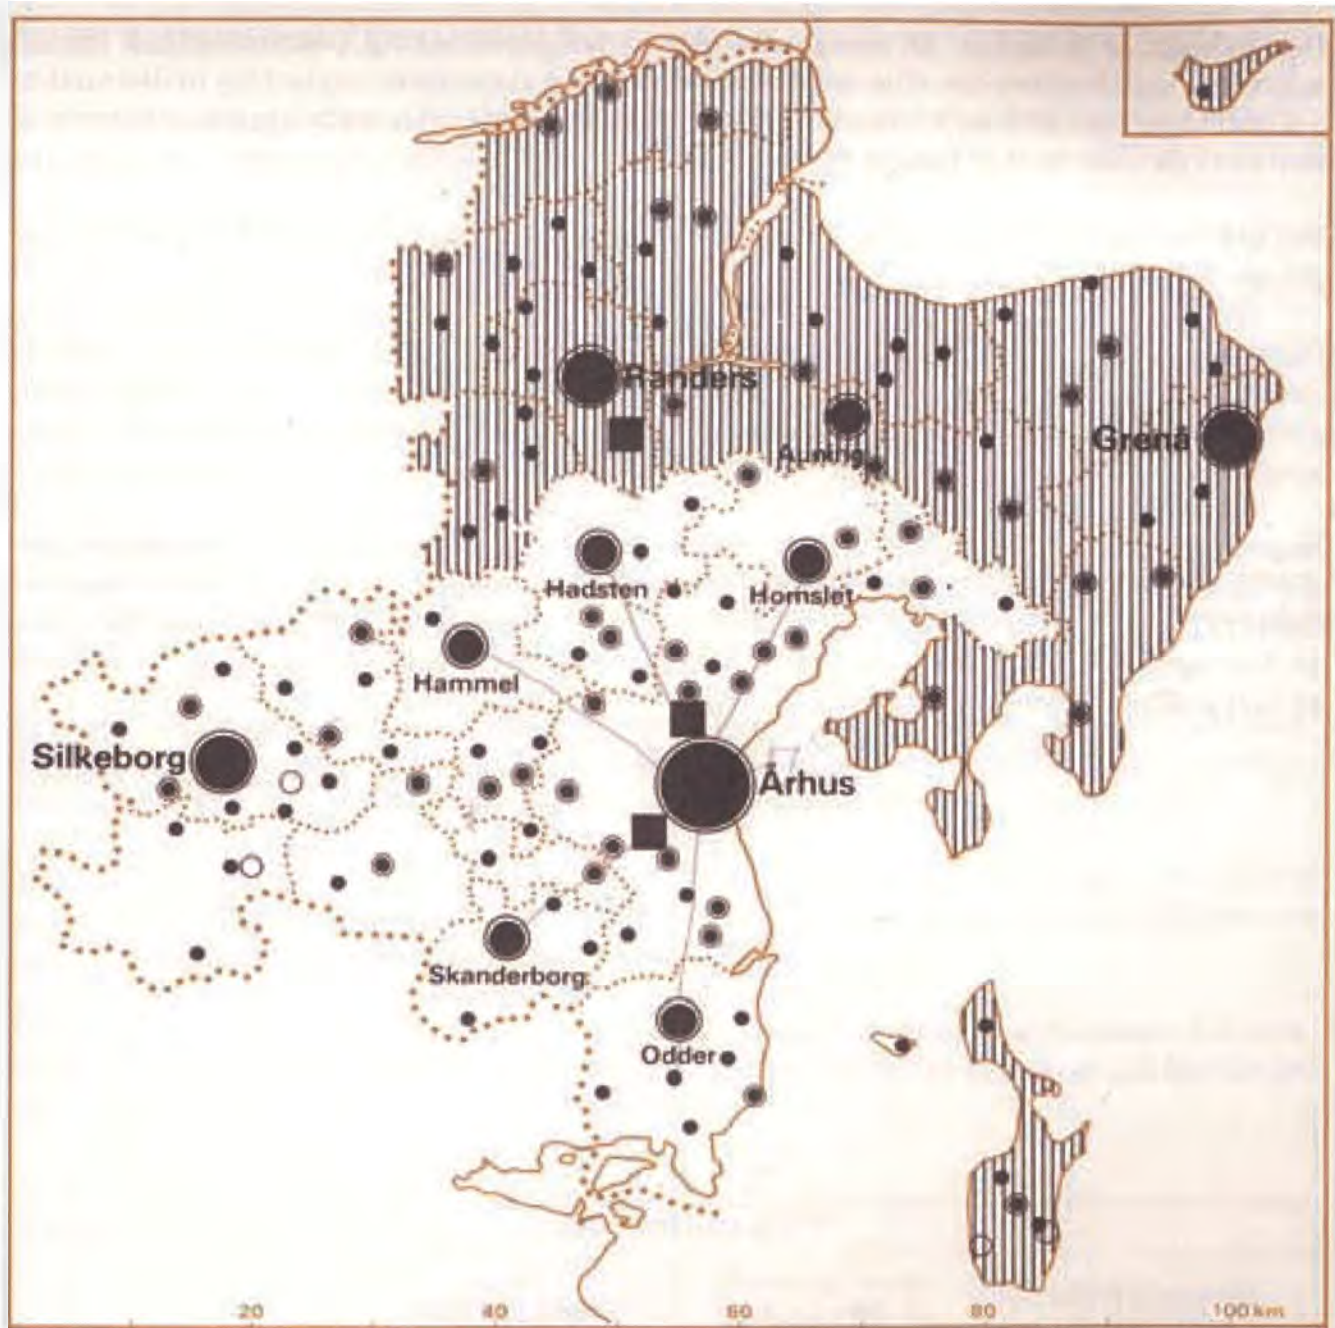 Randers
Grenå
Auning
Hadsten
Hornslet
Hammel
Silkeborg
Århus
Skanderborg
Odder
20 40 60 80 100 km